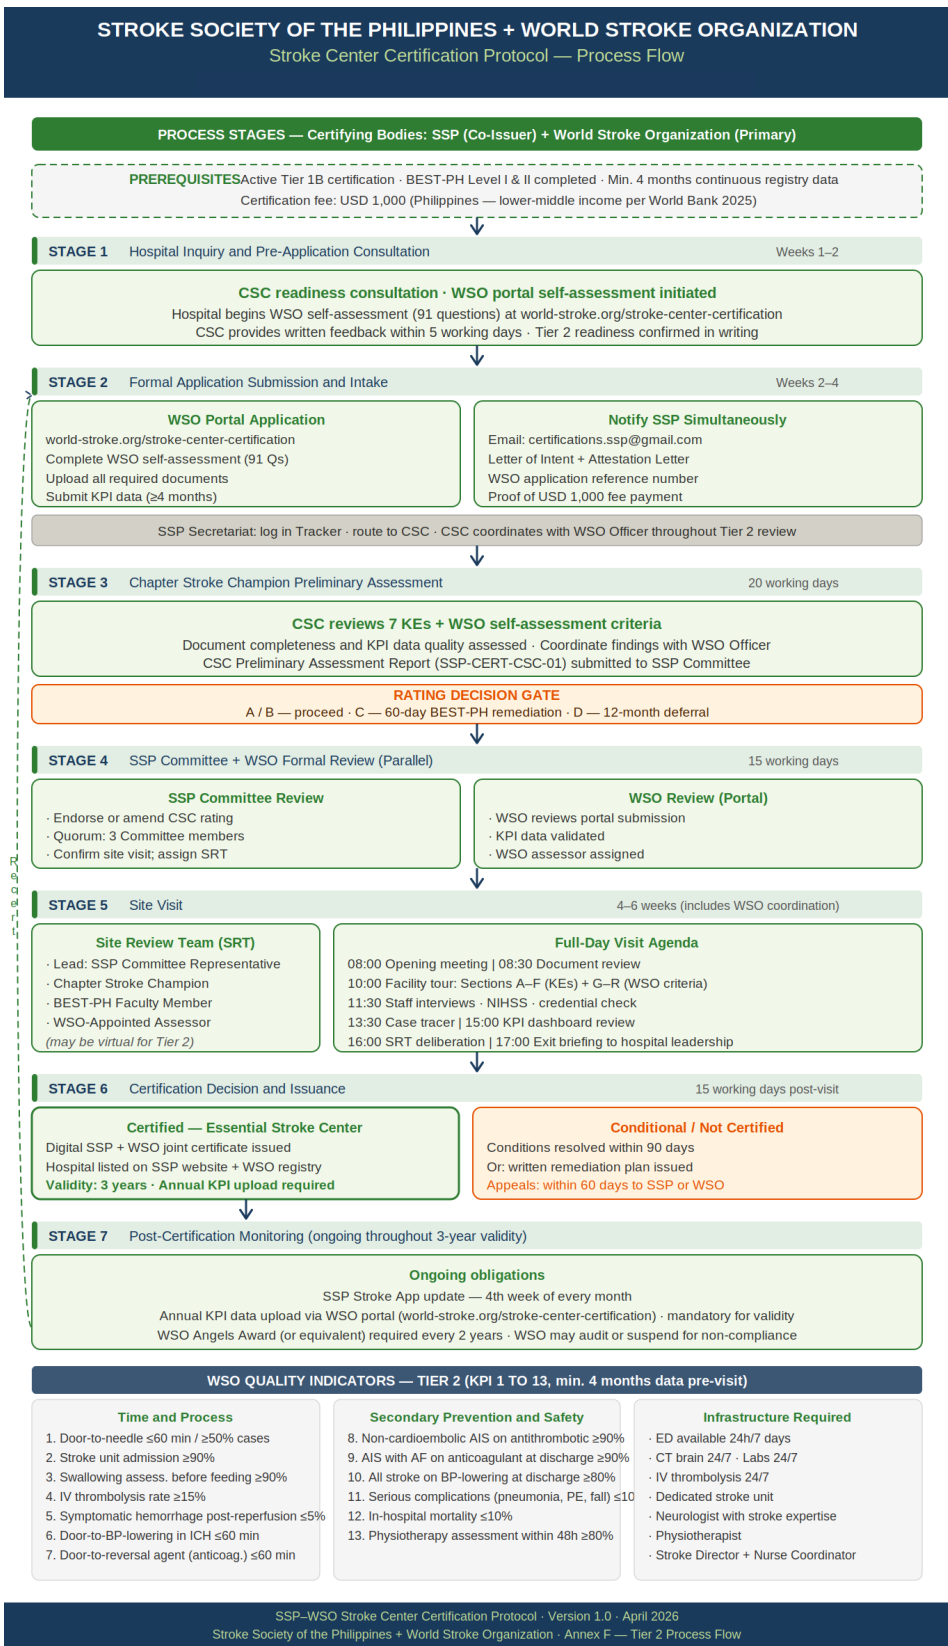 STROKE SOCIETY OF THE PHILIPPINES + WORLD STROKE ORGANIZATION
Stroke Center Certification Protocol — Process Flow
PROCESS STAGES — Certifying Bodies: SSP (Co-Issuer) + World Stroke Organization (Primary)
PREREQUISITES Active Tier 1B certification · BEST-PH Level I & II completed · Min. 4 months continuous registry data
Certification fee: USD 1,000 (Philippines — lower-middle income per World Bank 2025)
STAGE 1 Hospital Inquiry and Pre-Application Consultation Weeks 1–2
CSC readiness consultation · WSO portal self-assessment initiated
Hospital begins WSO self-assessment (91 questions) at world-stroke.org/stroke-center-certification
CSC provides written feedback within 5 working days · Tier 2 readiness confirmed in writing
STAGE 2 Formal Application Submission and Intake Weeks 2–4
WSO Portal Application
world-stroke.org/stroke-center-certification
Complete WSO self-assessment (91 Qs)
Upload all required documents
Submit KPI data (≥4 months)
Notify SSP Simultaneously
Email: certifications.ssp@gmail.com
Letter of Intent + Attestation Letter
WSO application reference number
Proof of USD 1,000 fee payment
SSP Secretariat: log in Tracker · route to CSC · CSC coordinates with WSO Officer throughout Tier 2 review
STAGE 3 Chapter Stroke Champion Preliminary Assessment 20 working days
CSC reviews 7 KEs + WSO self-assessment criteria
Document completeness and KPI data quality assessed · Coordinate findings with WSO Officer
CSC Preliminary Assessment Report (SSP-CERT-CSC-01) submitted to SSP Committee
RATING DECISION GATE
A / B — proceed · C — 60-day BEST-PH remediation · D — 12-month deferral
STAGE 4 SSP Committee + WSO Formal Review (Parallel) 15 working days
SSP Committee Review
· Endorse or amend CSC rating
· Quorum: 3 Committee members
· Confirm site visit; assign SRT
WSO Review (Portal)
· WSO reviews portal submission
· KPI data validated
· WSO assessor assigned
Recert
STAGE 5 Site Visit 4–6 weeks (includes WSO coordination)
Site Review Team (SRT)
· Lead: SSP Committee Representative
· Chapter Stroke Champion
· BEST-PH Faculty Member
· WSO-Appointed Assessor
(may be virtual for Tier 2)
Full-Day Visit Agenda
08:00 Opening meeting | 08:30 Document review
10:00 Facility tour: Sections A–F (KEs) + G–R (WSO criteria)
11:30 Staff interviews · NIHSS · credential check
13:30 Case tracer | 15:00 KPI dashboard review
16:00 SRT deliberation | 17:00 Exit briefing to hospital leadership
STAGE 6 Certification Decision and Issuance 15 working days post-visit
Certified — Essential Stroke Center
Digital SSP + WSO joint certificate issued
Hospital listed on SSP website + WSO registry
Validity: 3 years · Annual KPI upload required
Conditional / Not Certified
Conditions resolved within 90 days
Or: written remediation plan issued
Appeals: within 60 days to SSP or WSO
STAGE 7 Post-Certification Monitoring (ongoing throughout 3-year validity)
Ongoing obligations
SSP Stroke App update — 4th week of every month
Annual KPI data upload via WSO portal (world-stroke.org/stroke-center-certification) · mandatory for validity
WSO Angels Award (or equivalent) required every 2 years · WSO may audit or suspend for non-compliance
WSO QUALITY INDICATORS — TIER 2 (KPI 1 TO 13, min. 4 months data pre-visit)
Time and Process
1. Door-to-needle ≤60 min / ≥50% cases
2. Stroke unit admission ≥90%
3. Swallowing assess. before feeding ≥90%
4. IV thrombolysis rate ≥15%
5. Symptomatic hemorrhage post-reperfusion ≤5%
6. Door-to-BP-lowering in ICH ≤60 min
7. Door-to-reversal agent (anticoag.) ≤60 min
Secondary Prevention and Safety
8. Non-cardioembolic AIS on antithrombotic ≥90%
9. AIS with AF on anticoagulant at discharge ≥90%
10. All stroke on BP-lowering at discharge ≥80%
11. Serious complications (pneumonia, PE, fall) ≤10
12. In-hospital mortality ≤10%
13. Physiotherapy assessment within 48h ≥80%
Infrastructure Required
· ED available 24h/7 days
· CT brain 24/7 · Labs 24/7
· IV thrombolysis 24/7
· Dedicated stroke unit
· Neurologist with stroke expertise
· Physiotherapist
· Stroke Director + Nurse Coordinator
SSP–WSO Stroke Center Certification Protocol · Version 1.0 · April 2026
Stroke Society of the Philippines + World Stroke Organization · Annex F — Tier 2 Process Flow